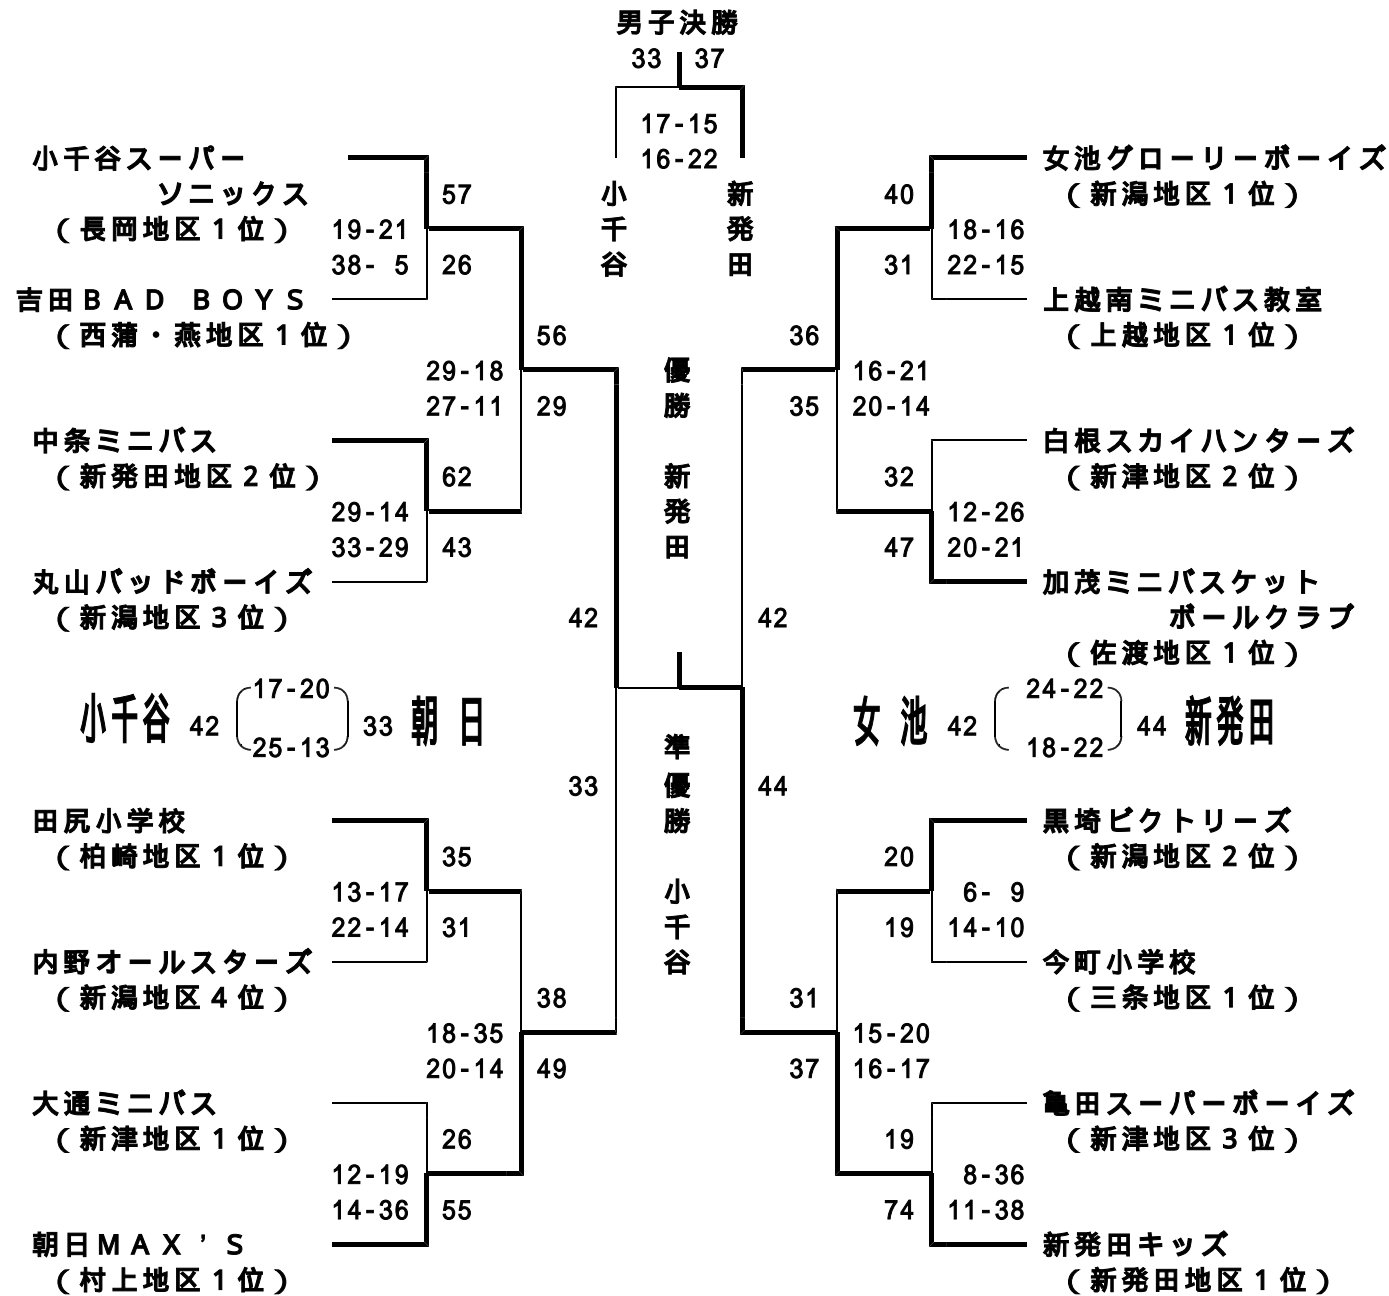 男子決勝
33 37
17-15
16-22
小千谷
新発田
小千谷スーパー
ソニックス
（長岡地区１位）
57
19-21
38- 5
26
吉田ＢＡＤ ＢＯＹＳ
（西蒲・燕地区１位）
56
29-18
27-11
29
中条ミニバス
（新発田地区２位）
62
29-14
33-29
43
丸山バッドボーイズ
（新潟地区３位）
42
小千谷 42 17-20 33 朝日
25-13
33
田尻小学校
（柏崎地区１位）
35
13-17
22-14
31
内野オールスターズ
（新潟地区４位）
38
18-35
20-14
49
大通ミニバス
（新津地区１位）
26
12-19
14-36
55
朝日ＭＡＸ’Ｓ
（村上地区１位）
優勝 新発田
準優勝 小千谷
女池グローリーボーイズ
（新潟地区１位）
40
18-16
22-15
31
上越南ミニバス教室
（上越地区１位）
36
16-21
20-14
35
白根スカイハンターズ
（新津地区２位）
32
12-26
20-21
47
加茂ミニバスケット
ボールクラブ
（佐渡地区１位）
42
女池 42 24-22 44 新発田
18-22
44
黒埼ビクトリーズ
（新潟地区２位）
20
6- 9
14-10
19
今町小学校
（三条地区１位）
31
15-20
16-17
37
亀田スーパーボーイズ
（新津地区３位）
19
8-36
11-38
74
新発田キッズ
（新発田地区１位）